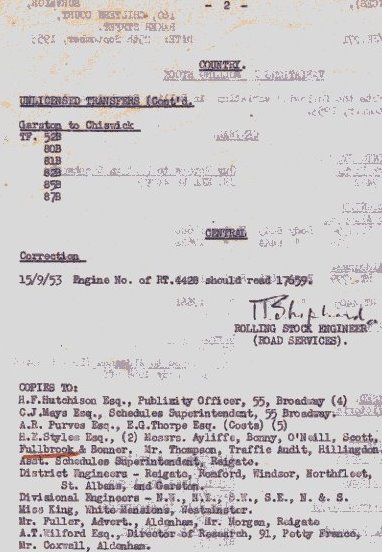 - 2 -
COUNTRY.
UNLICENSED TRANSFERS (Cont'd.
Garston to Chiswick
TF. 52B
80B
81B
82B
85B
87B
CENTRAL
Correction
15/9/53 Engine No. of RT.4428 should read 17659.
ROLLING STOCK ENGINEER
(ROAD SERVICES).
COPIES TO:
H.F.Hutchison Esq., Publicity Officer, 55, Broadway (4)
C.J.Mays Esq., Schedules Superintendent, 55 Broadway.
A.R. Purves Esq., E.G.Thorpe Esq. (Costs) (5)
H.E.Styles Esq., (2) Messrs. Ayliffe, Bonny, O'Neill, Scott,
Fullbrook & Bonner. Mr. Thompson, Traffic Audit, Hillingdon.
Asst. Schedules Superintendent, Reigate.
District Engineers - Reigate, Romford, Windsor, Northfleet,
St. Albans, and Garston.
Divisional Engineers - N.W., N.E., S.W., S.E., N. & S.
Miss King, White Mansions, Westminster.
Mr. Fuller, Advert., Aldenham, Mr. Morgan, Reigate
A.T.Wilford Esq., Director of Research, 91, Petty France,
Mr. Coxwell, Aldenham.